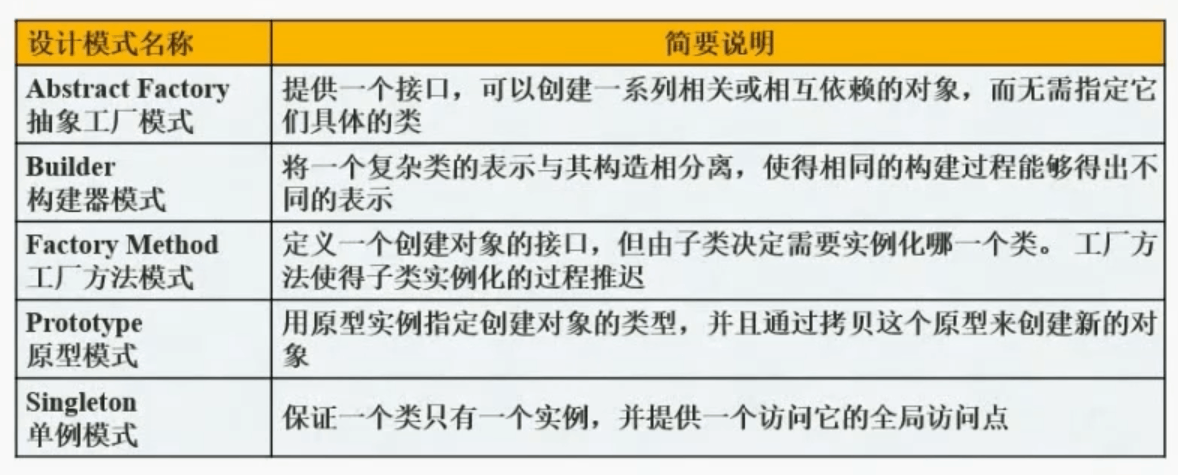 设计模式名称
简要说明
Abstract Factory
抽象工厂模式
提供一个接口，可以创建一系列相关或相互依赖的对象，而无需指定它
们具体的类
Builder
构建器模式
将一个复杂类的表示与其构造相分离，使得相同的构建过程能够得出不
同的表示
Factory Method
工厂方法模式
定义一个创建对象的接口，但由子类决定需要实例化哪一个类。 工厂方
法使得子类实例化的过程推迟
Prototype
原型模式
用原型实例指定创建对象的类型，并且通过拷贝这个原型来创建新的对
象
Singleton
单例模式
保证一个类只有一个实例，并提供一个访问它的全局访问点